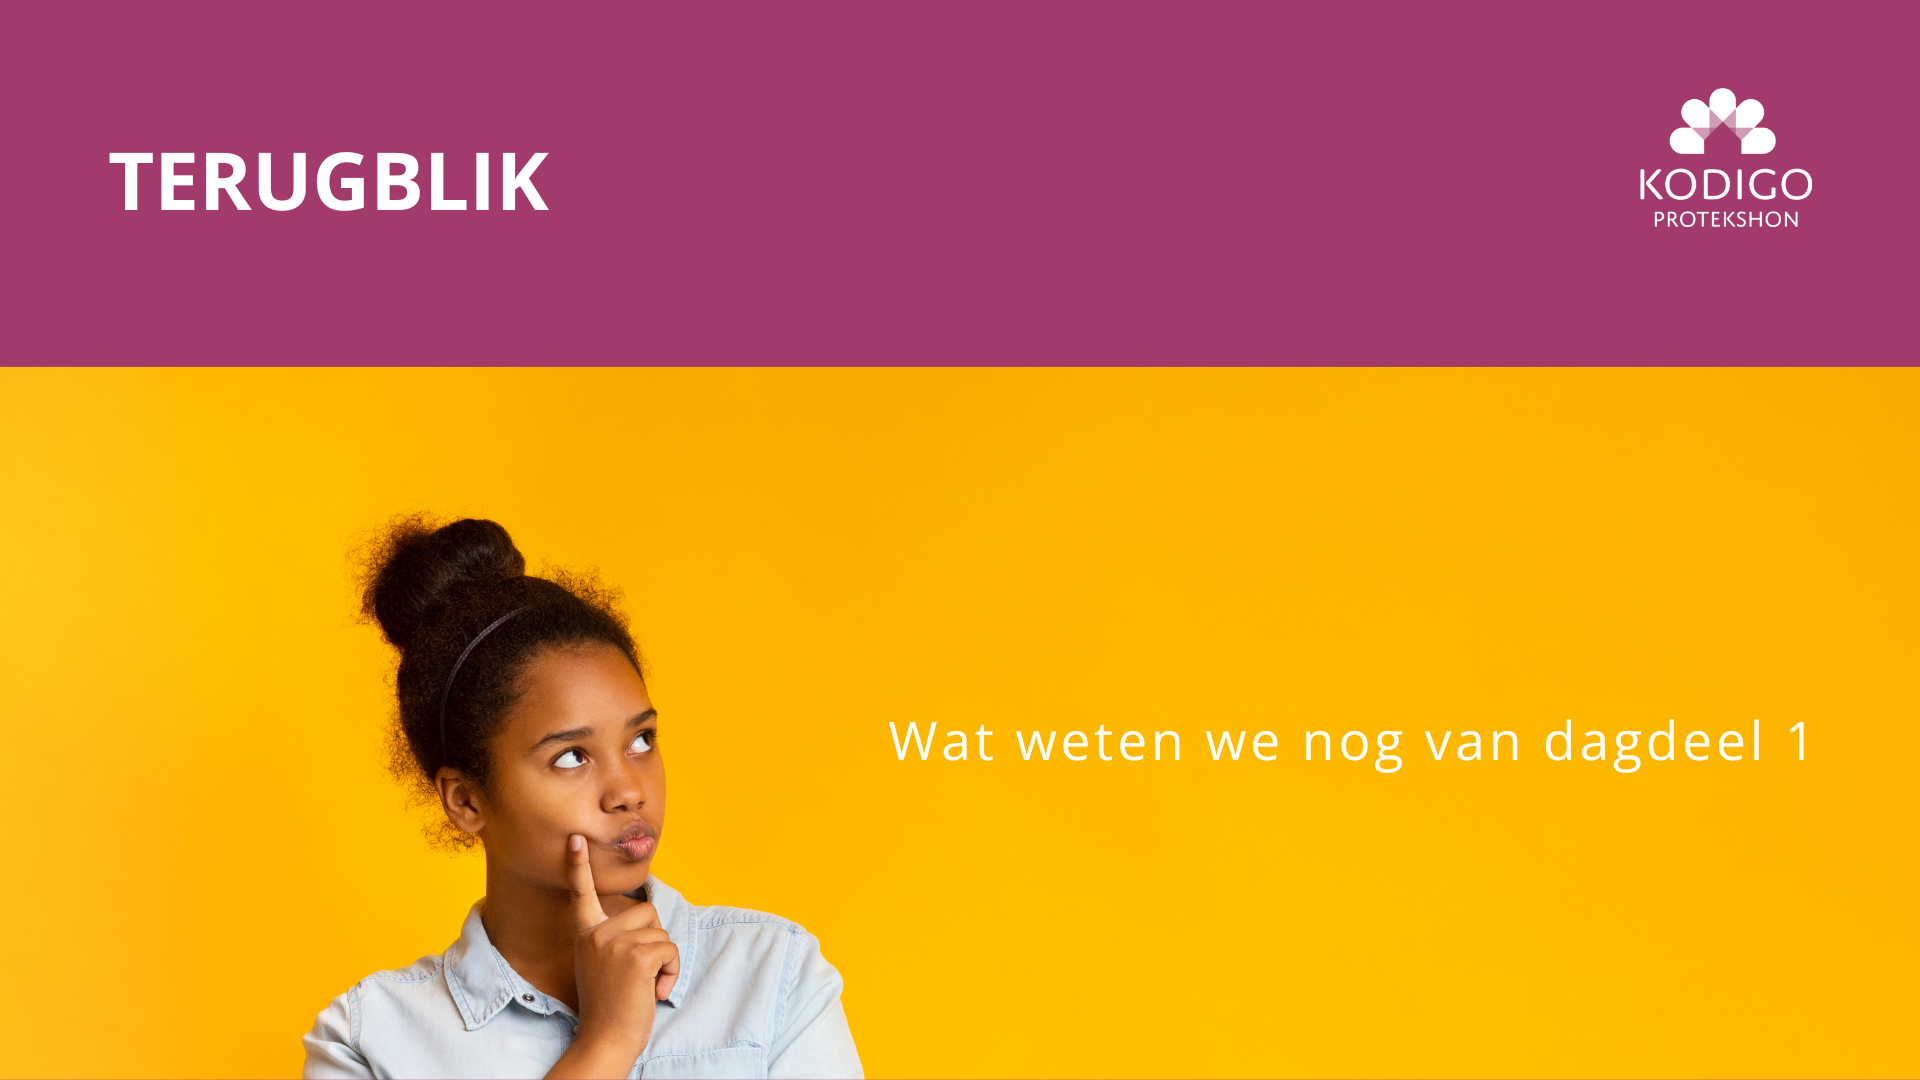 TERUGBLIK
KODIGO
PROTEKSHON
Wat weten we nog van dagdeel 1